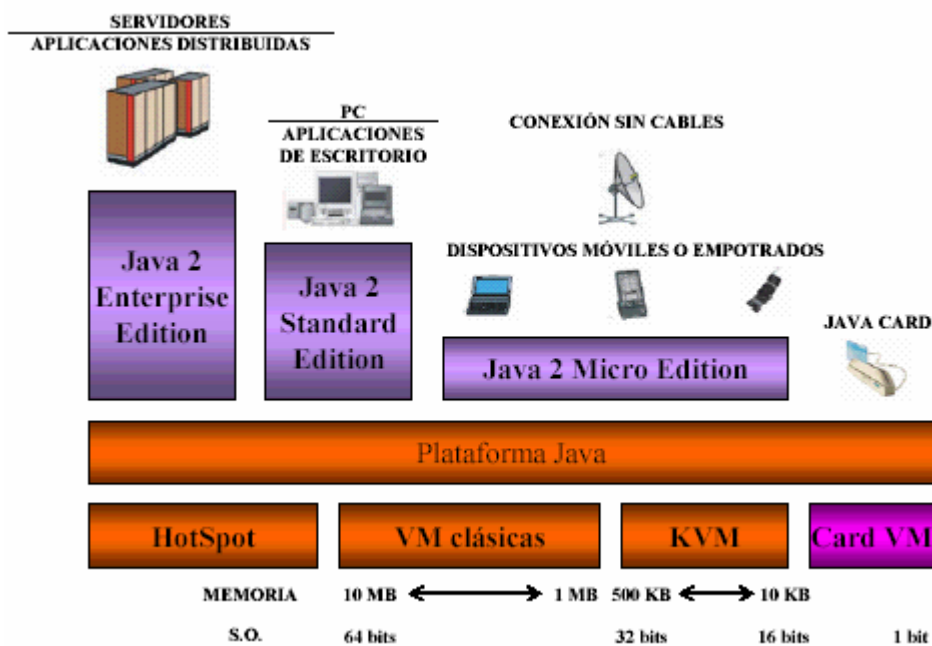 SERVIDORES
APLICACIONES DISTRIBUIDAS
PC
APLICACIONES
DE ESCRITORIO
CONEXIÓN SIN CABLES
DISPOSITIVOS MÓVILES O EMPOTRADOS
JAVA CARD
Java 2
Enterprise
Edition
Java 2
Standard
Edition
Java 2 Micro Edition
Plataforma Java
HotSpot
VM clásicas
KVM
Card VM
MEMORIA 10 MB 1 MB 500 KB 10 KB
S.O. 64 bits 32 bits 16 bits 1 bit